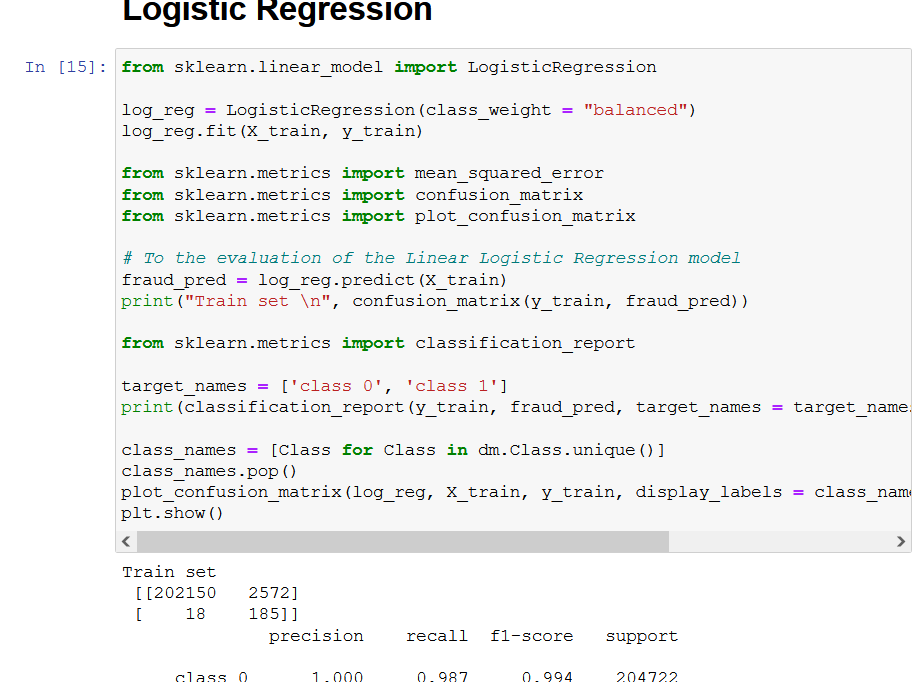 Logistic Regression
In [15]: from sklearn.linear_model import LogisticRegression
log_reg = LogisticRegression(class_weight = "balanced")
log_reg.fit(X_train, y_train)
from sklearn.metrics import mean_squared_error
from sklearn.metrics import confusion_matrix
from sklearn.metrics import plot_confusion_matrix
# To the evaluation of the Linear Logistic Regression model
fraud_pred = log_reg.predict(X_train)
print("Train set \n", confusion_matrix(y_train, fraud_pred))
from sklearn.metrics import classification_report
target_names = ['class 0', 'class 1']
print(classification_report(y_train, fraud_pred, target_names = target_name
class_names = [Class for Class in dm.Class.unique()]
class_names.pop()
plot_confusion_matrix(log_reg, X_train, y_train, display_labels = class_nam
plt.show()
Train set
[[202150 2572]
[ 18 185]]
precision recall f1-score support
class 0 1.000 0.987 0.994 204722